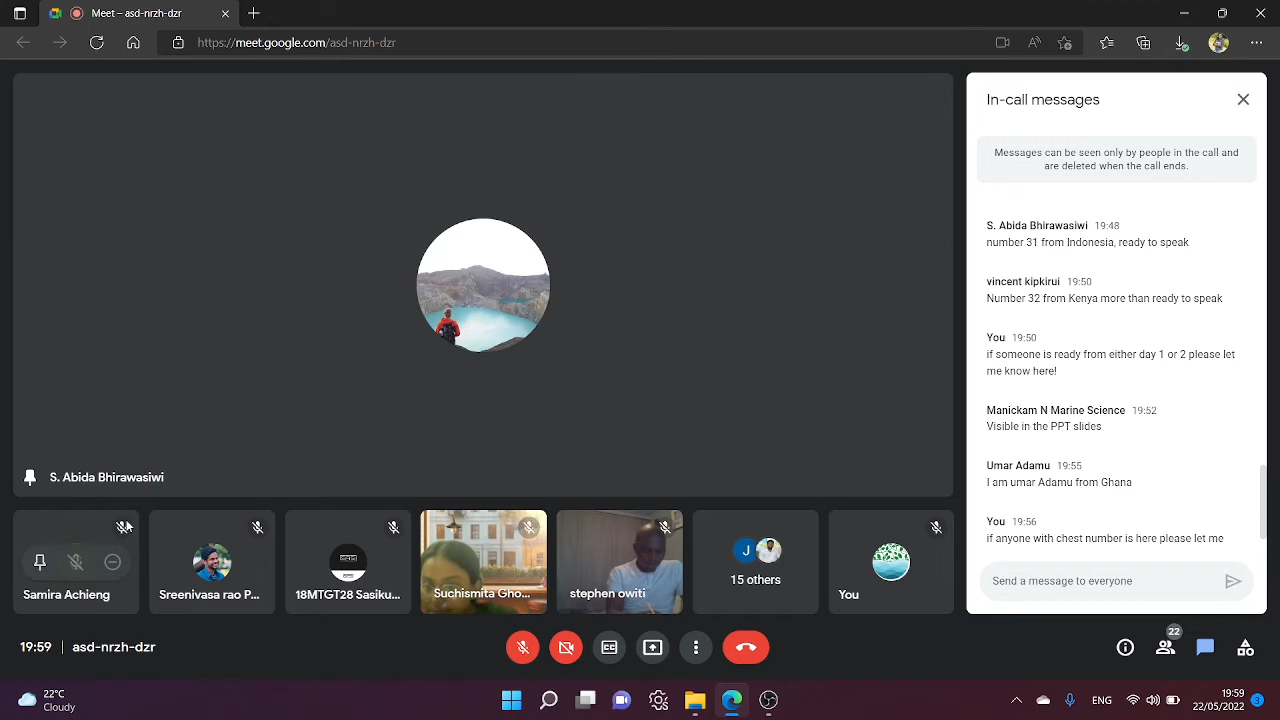 Meet – asd-nrzh-dzr
https://meet.google.com/asd-nrzh-dzr
In-call messages
Messages can be seen only by people in the call and
are deleted when the call ends.
S. Abida Bhirawasiwi 19:48
number 31 from Indonesia, ready to speak
vincent kipkirui 19:50
Number 32 from Kenya more than ready to speak
You 19:50
if someone is ready from either day 1 or 2 please let
me know here!
Manickam N Marine Science 19:52
Visible in the PPT slides
Umar Adamu 19:55
I am umar Adamu from Ghana
You 19:56
if anyone with chest number is here please let me
Send a message to everyone
S. Abida Bhirawasiwi
Samira Achieng
Sreenivasa rao P...
18MTGT28 Sasiku...
Suchismita Gho...
stephen owiti
J
15 others
You
19:59 asd-nrzh-dzr
22
22°C
Cloudy
ENG
19:59
22/05/2022
3